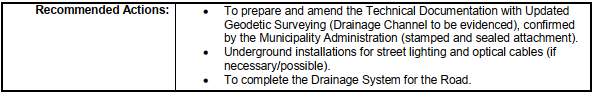 Recommended Actions:
• To prepare and amend the Technical Documentation with Updated
Geodetic Surveying (Drainage Channel to be evidenced), confirmed
by the Municipality Administration (stamped and sealed attachment).
• Underground installations for street lighting and optical cables (if
necessary/possible).
• To complete the Drainage System for the Road.